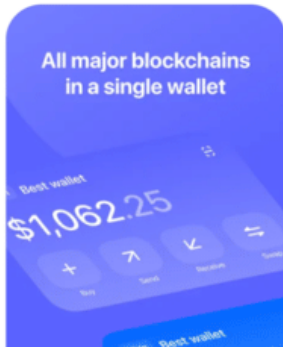 All major blockchains
in a single wallet
Best wallet
$1,062.25
Buy
Send
Receive
Swap
Best wallet